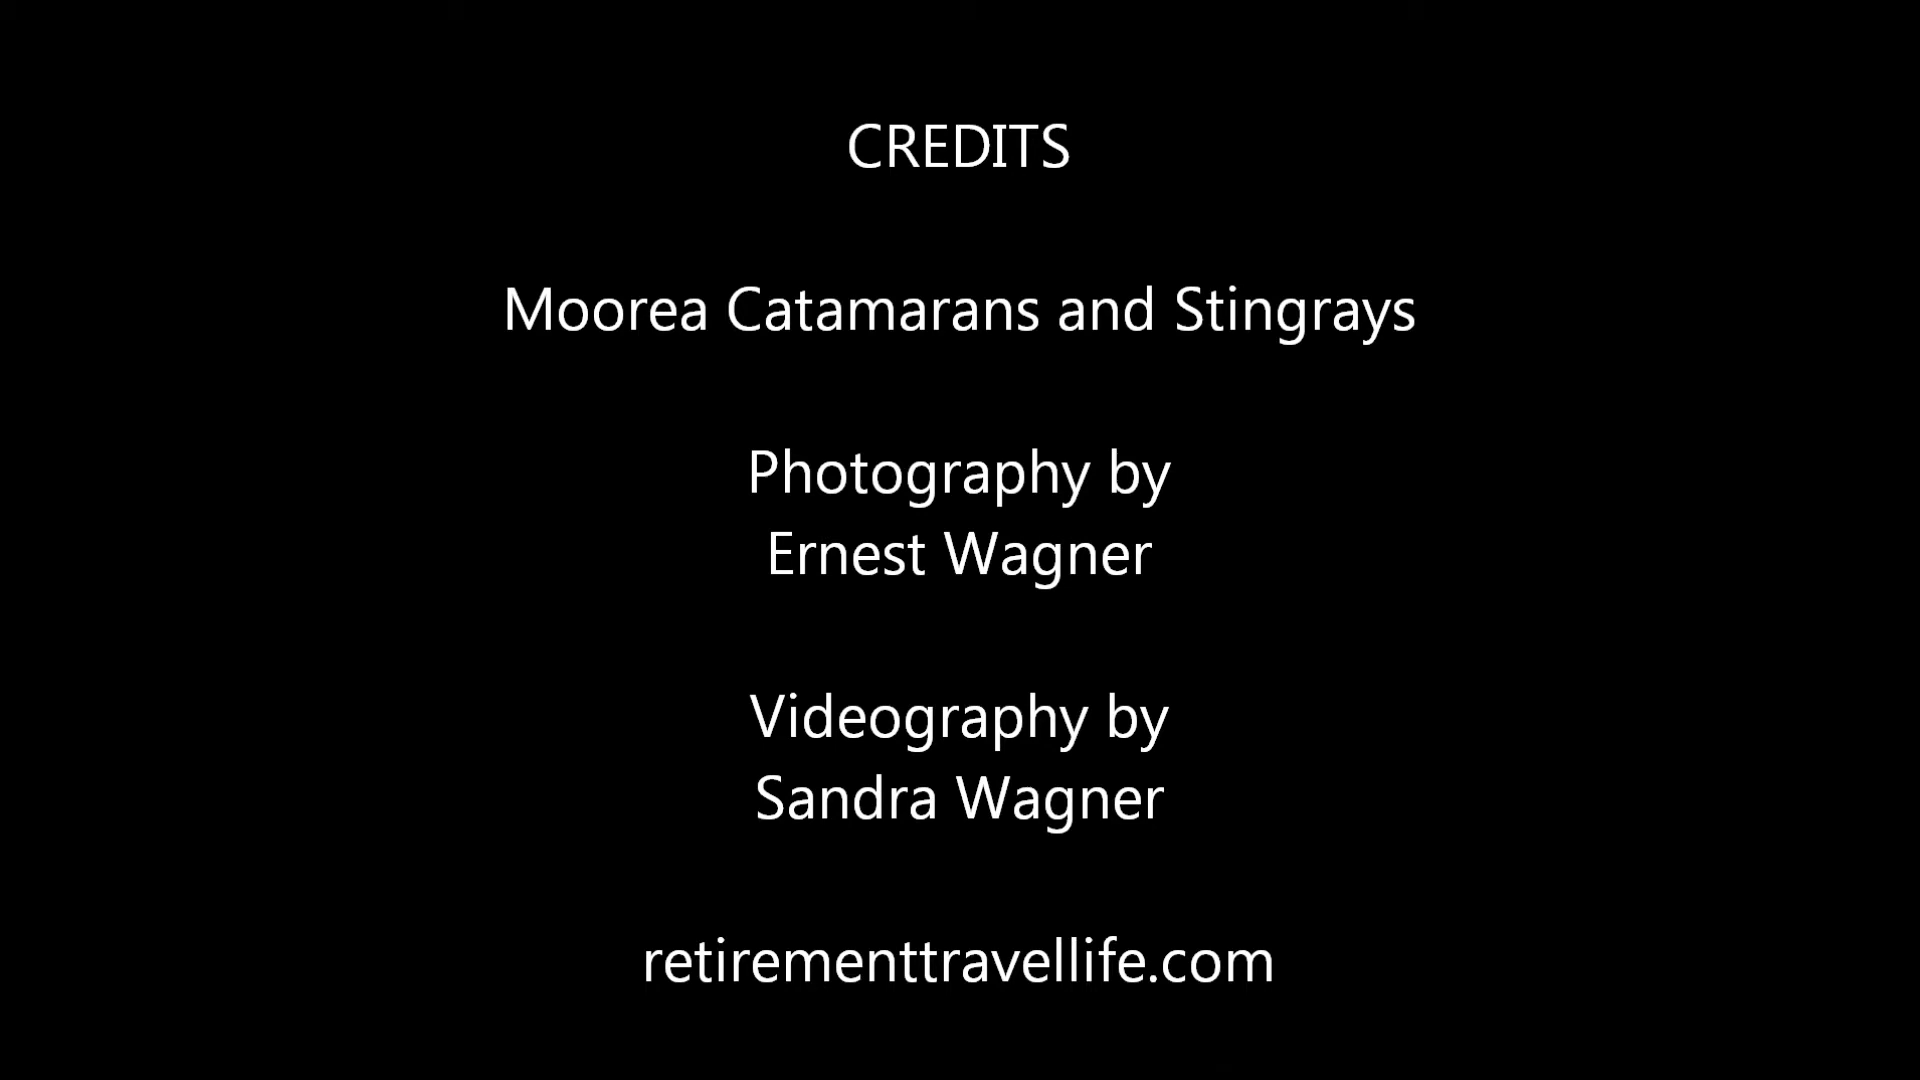 CREDITS
Moorea Catamarans and Stingrays
Photography by
Ernest Wagner
Videography by
Sandra Wagner
retirementtravellife.com